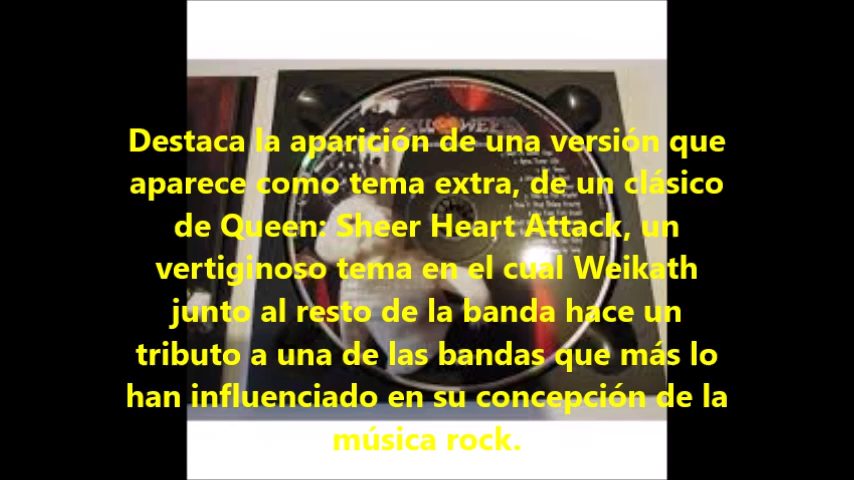 HELLOWEEN
Destaca la aparición de una versión que
aparece como tema extra, de un clásico
de Queen: Sheer Heart Attack, un
vertiginoso tema en el cual Weikath
junto al resto de la banda hace un
tributo a una de las bandas que más lo
han influenciado en su concepción de la
música rock.